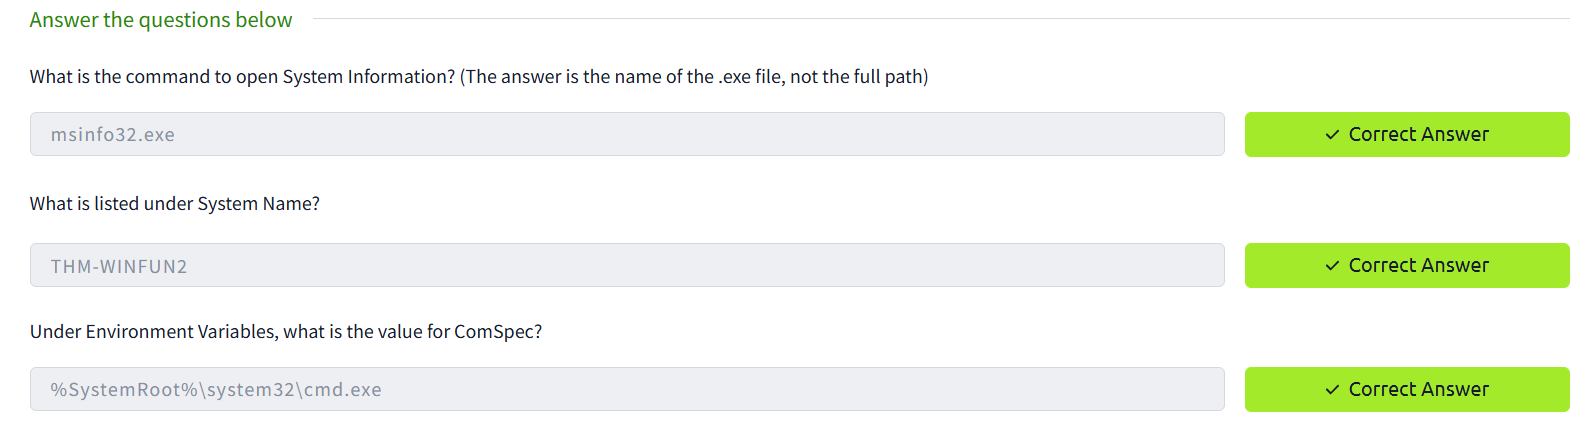 Answer the questions below
What is the command to open System Information? (The answer is the name of the .exe file, not the full path)
msinfo32.exe
✓ Correct Answer
What is listed under System Name?
THM-WINFUN2
✓ Correct Answer
Under Environment Variables, what is the value for ComSpec?
%SystemRoot%\system32\cmd.exe
✓ Correct Answer